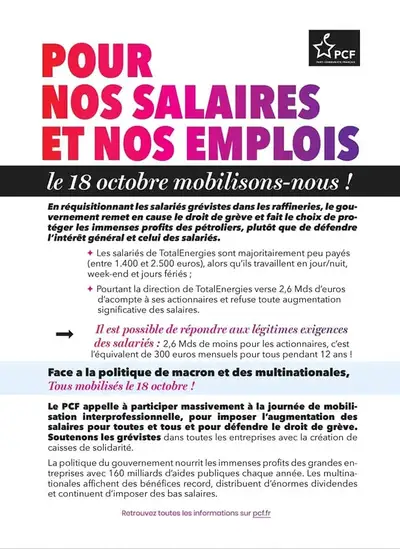 PCF
PARTI COMMUNISTE FRANÇAIS
POUR
NOS SALAIRES
ET NOS EMPLOIS
le 18 octobre mobilisons-nous !
En réquisitionnant les salariés grévistes dans les raffineries, le gou-
vernement remet en cause le droit de grève et fait le choix de pro-
téger les immenses profits des pétroliers, plutôt que de défendre
l'intérêt général et celui des salariés.
✦ Les salariés de TotalEnergies sont majoritairement peu payés
(entre 1.400 et 2.500 euros), alors qu'ils travaillent en jour/nuit,
week-end et jours fériés ;
✦ Pourtant la direction de TotalEnergies verse 2,6 Mds d'euros
d'acompte à ses actionnaires et refuse toute augmentation
significative des salaires.
→ Il est possible de répondre aux légitimes exigences
des salariés : 2,6 Mds de moins pour les actionnaires, c'est
l'équivalent de 300 euros mensuels pour tous pendant 12 ans !
Face a la politique de macron et des multinationales,
Tous mobilisés le 18 octobre !
Le PCF appelle à participer massivement à la journée de mobili-
sation interprofessionnelle, pour imposer l'augmentation des
salaires pour toutes et tous et pour défendre le droit de grève.
Soutenons les grévistes dans toutes les entreprises avec la création de
caisses de solidarité.
La politique du gouvernement nourrit les immenses profits des grandes
entreprises avec 160 milliards d'aides publiques chaque année. Les multina-
tionales affichent des bénéfices record, distribuent d'énormes dividendes
et continuent d'imposer des bas salaires.
Retrouvez toutes les informations sur pcf.fr